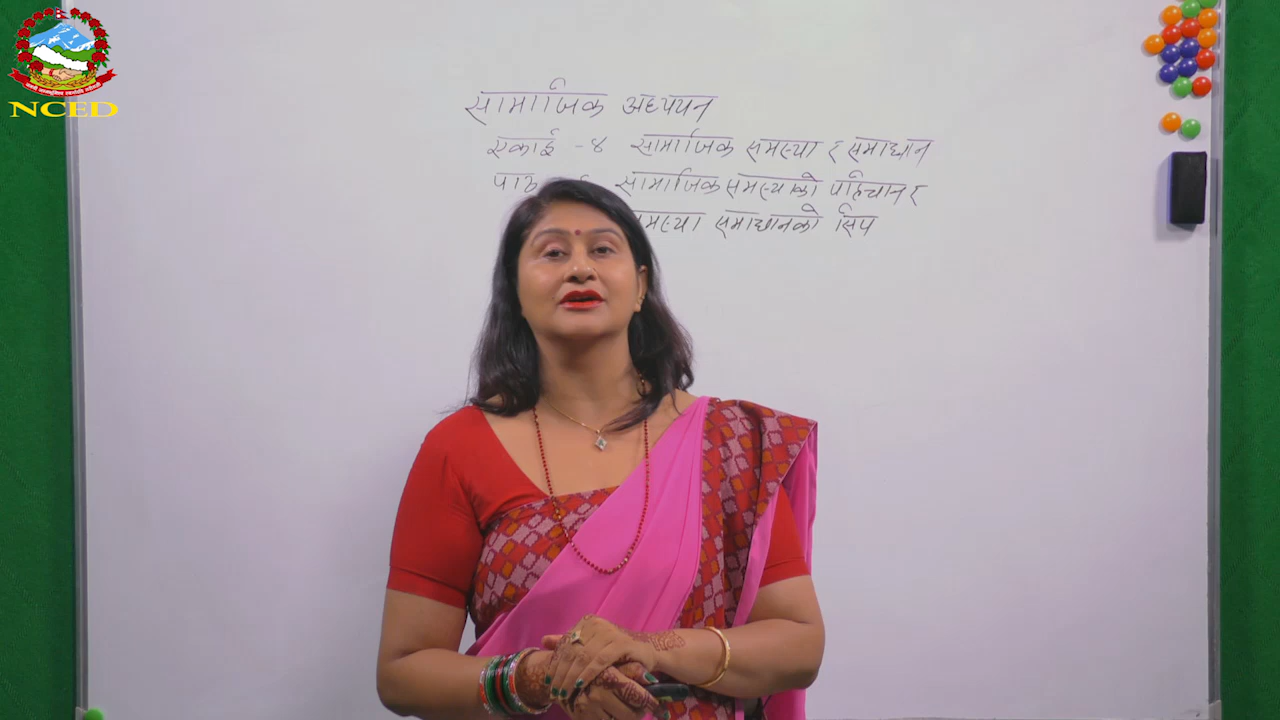 NCED
सामाजिक अध्ययन
एकाई - ४ सामाजिक समस्या र समाधान
पाठ सामाजिक समस्याको पहिचान र
समस्या समाधानको सिप